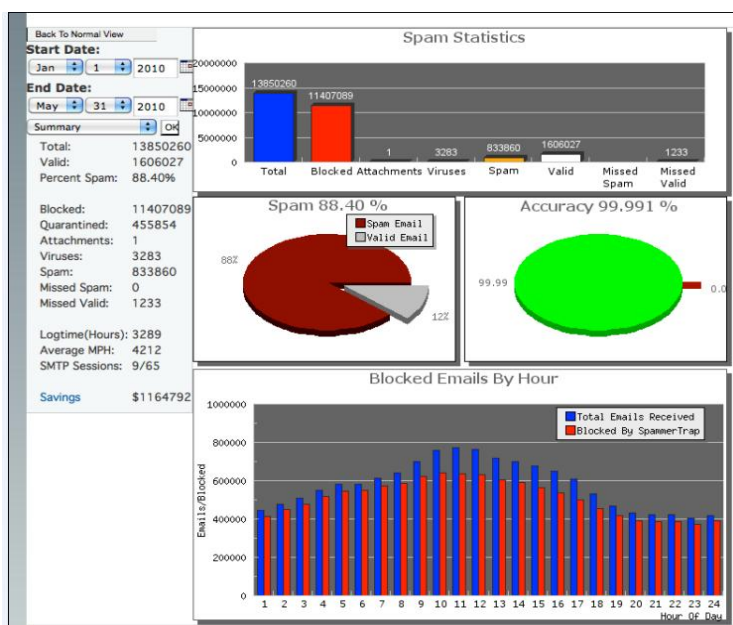 Back To Normal View
Start Date:
Jan 1 2010
End Date:
May 31 2010
Summary OK
Total: 13850260
Valid: 1606027
Percent Spam: 88.40%
Blocked: 11407089
Quarantined: 455854
Attachments: 1
Viruses: 3283
Spam: 833860
Missed Spam: 0
Missed Valid: 1233
Logtime(Hours): 3289
Average MPH: 4212
SMTP Sessions: 9/65
Savings $1164792
Spam Statistics
20000000
15000000
10000000
5000000
0
13850260 11407089 1 3283 833860 1606027 1233
Total Blocked Attachments Viruses Spam Valid Missed Spam Missed Valid
Spam 88.40 %
Spam Email
Valid Email
88%
12%
Accuracy 99.991 %
99.99 0.0
Blocked Emails By Hour
Total Emails Received
Blocked By SpammerTrap
Emails/Blocked
1000000
800000
600000
400000
200000
0
1 2 3 4 5 6 7 8 9 10 11 12 13 14 15 16 17 18 19 20 21 22 23 24
Hour Of Day